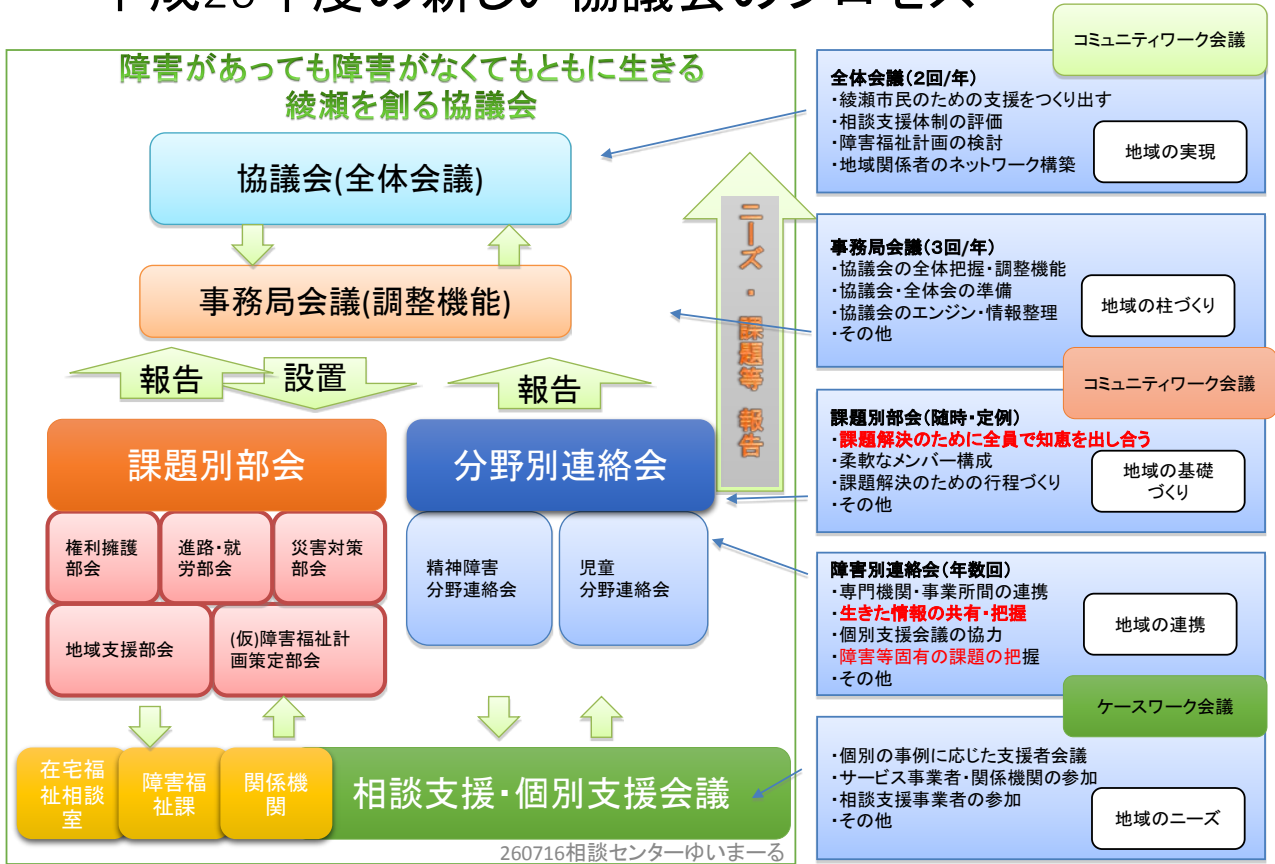 平成26年度の新しい協議会のプロセス
障害があっても障害がなくてもともに生きる
綾瀬を創る協議会
協議会(全体会議)
事務局会議(調整機能)
報告
設置
報告
ニーズ・課題等 報告
課題別部会
分野別連絡会
権利擁護
部会
進路・就
労部会
災害対策
部会
地域支援部会
(仮)障害福祉計
画策定部会
精神障害
分野連絡会
児童
分野連絡会
在宅福
祉相談
室
障害福
祉課
関係機
関
相談支援・個別支援会議
260716相談センターゆいまーる
コミュニティワーク会議
全体会議(2回/年)
・綾瀬市民のための支援をつくり出す
・相談支援体制の評価
・障害福祉計画の検討
・地域関係者のネットワーク構築
地域の実現
事務局会議(3回/年)
・協議会の全体把握・調整機能
・協議会・全体会の準備
・協議会のエンジン・情報整理
・その他
地域の柱づくり
コミュニティワーク会議
課題別部会(随時・定例)
・課題解決のために全員で知恵を出し合う
・柔軟なメンバー構成
・課題解決のための行程づくり
・その他
地域の基礎
づくり
障害別連絡会(年数回)
・専門機関・事業所間の連携
・生きた情報の共有・把握
・個別支援会議の協力
・障害等固有の課題の把握
・その他
地域の連携
ケースワーク会議
・個別の事例に応じた支援者会議
・サービス事業者・関係機関の参加
・相談支援事業者の参加
・その他
地域のニーズ